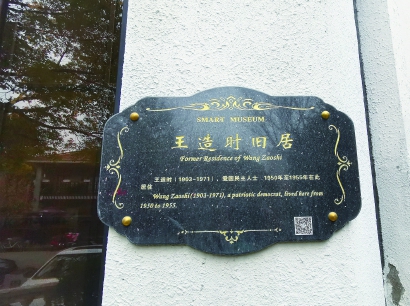 SMART MUSEUM
王造时旧居
Former Residence of Wang Zaoshi
王造时（1903-1971），爱国民主人士 1950年至1955年在此
居住
Wang Zaoshi(1903-1971), a patriotic democrat, lived here from
1950 to 1955.